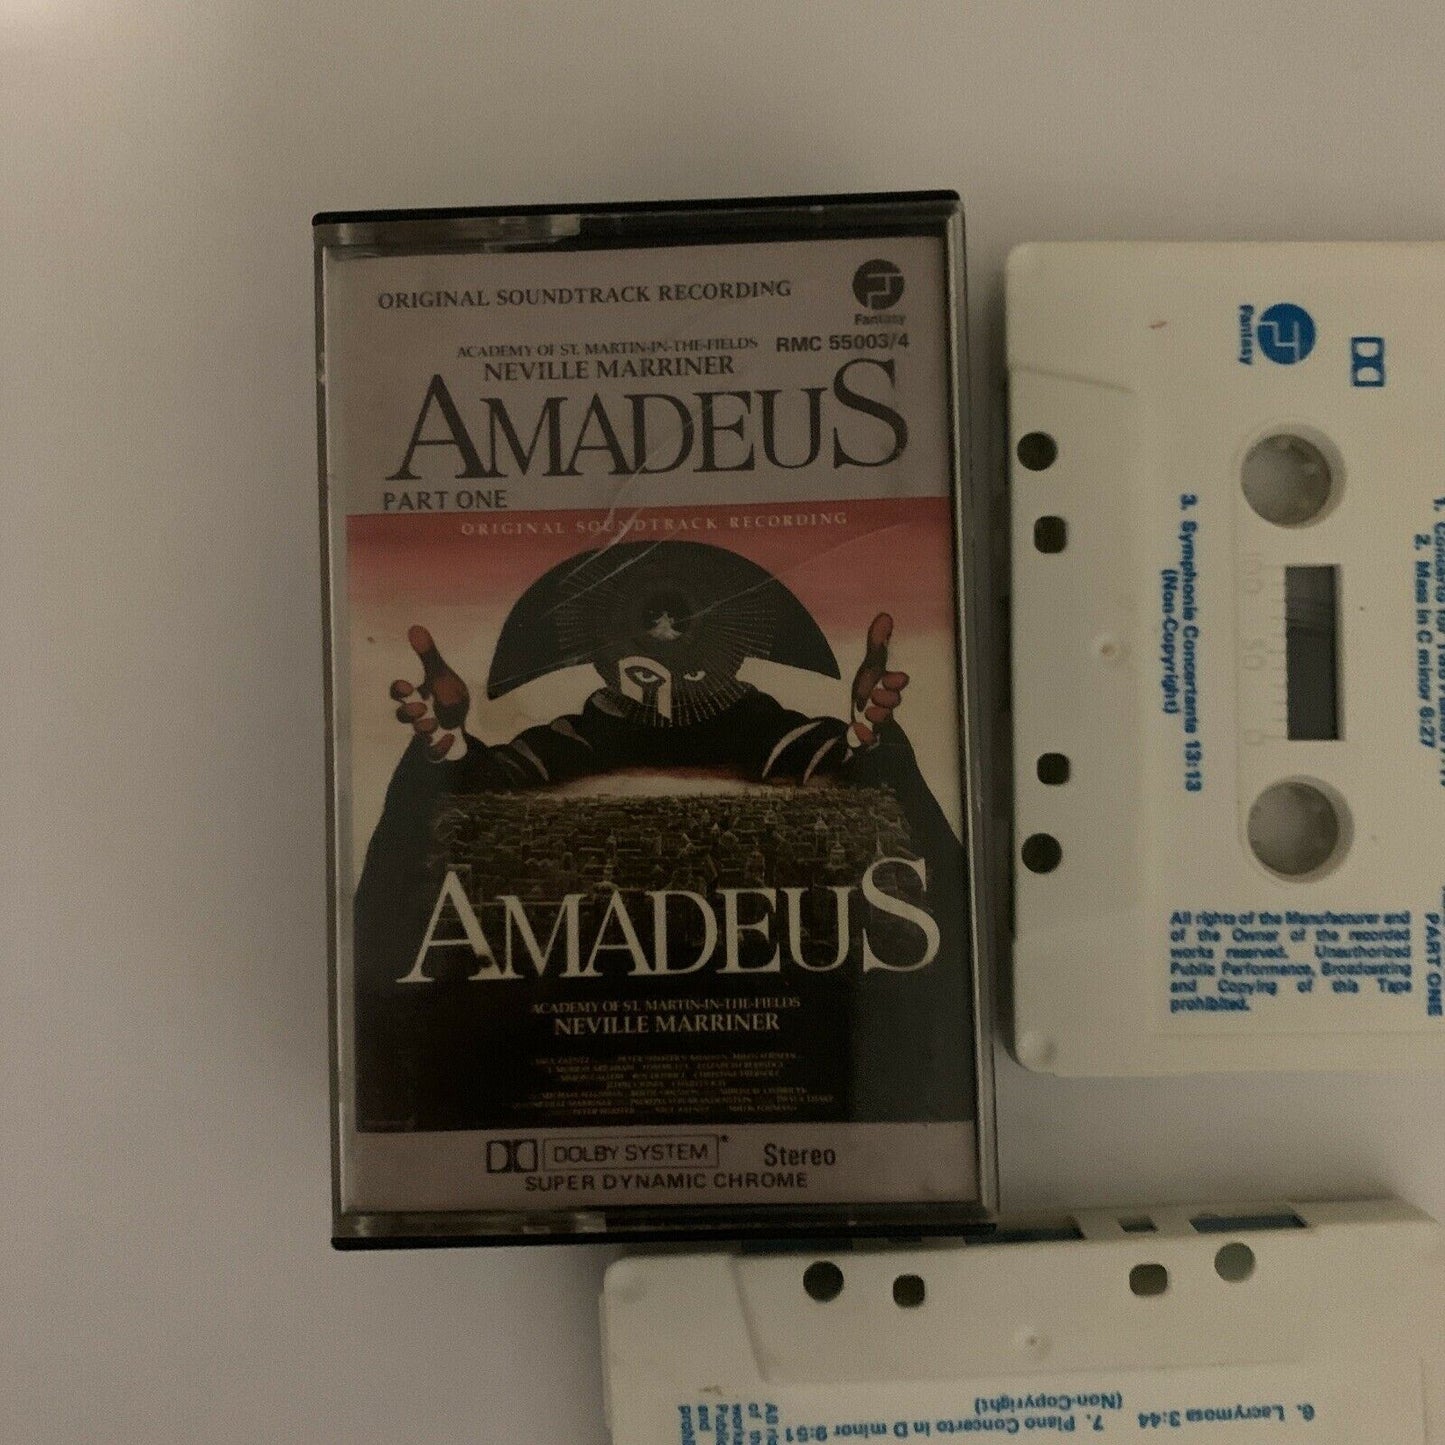 ORIGINAL SOUNDTRACK RECORDING
Fantasy
ACADEMY OF ST. MARTIN-IN-THE-FIELDS
RMC 55003/4
NEVILLE MARRINER
AMADEUS
PART ONE
ORIGINAL SOUNDTRACK RECORDING
AMADEUS
ACADEMY OF ST. MARTIN-IN-THE-FIELDS
NEVILLE MARRINER
DOLBY SYSTEM
Stereo
SUPER DYNAMIC CHROME
Fantasy
2. Mass in C minor 6:27
3. Symphonie Concertante 13:13
(Non-Copyright)
PART ONE
All rights of the Manufacturer and
of the Owner of the recorded
works reserved. Unauthorized
Public Performance, Broadcasting
and Copying of this Tape
prohibited.
6. Lacrymosa 3:44
7. Piano Concerto in D minor 9:51
(Non-Copyright)